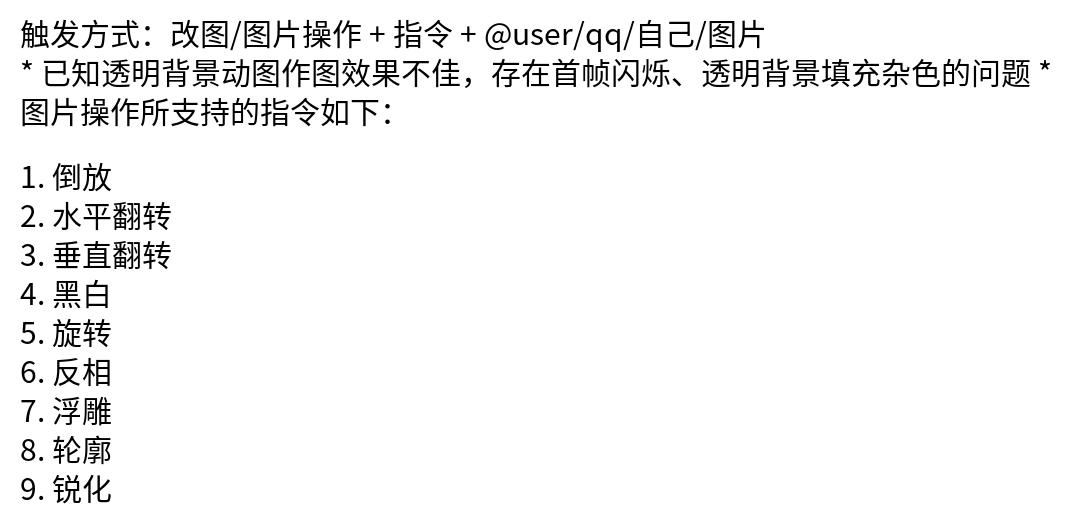 触发方式：改图/图片操作 + 指令 + @user/qq/自己/图片
* 已知透明背景动图作图效果不佳，存在首帧闪烁、透明背景填充杂色的问题 *
图片操作所支持的指令如下：
1. 倒放
2. 水平翻转
3. 垂直翻转
4. 黑白
5. 旋转
6. 反相
7. 浮雕
8. 轮廓
9. 锐化